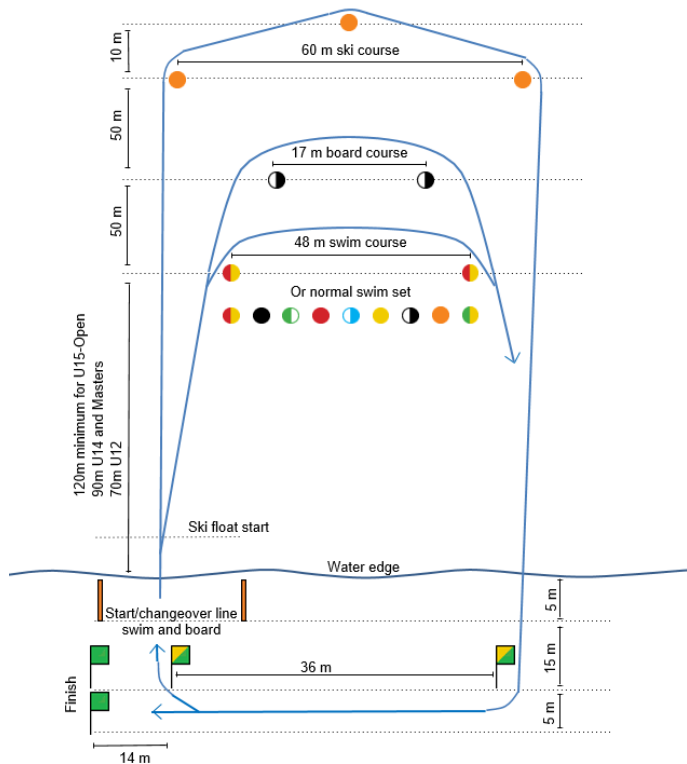 10 m
60 m ski course
50 m
17 m board course
50 m
48 m swim course
Or normal swim set
120m minimum for U15-Open
90m U14 and Masters
70m U12
Ski float start
Water edge
Start/changeover line
swim and board
5 m
15 m
36 m
Finish
5 m
14 m